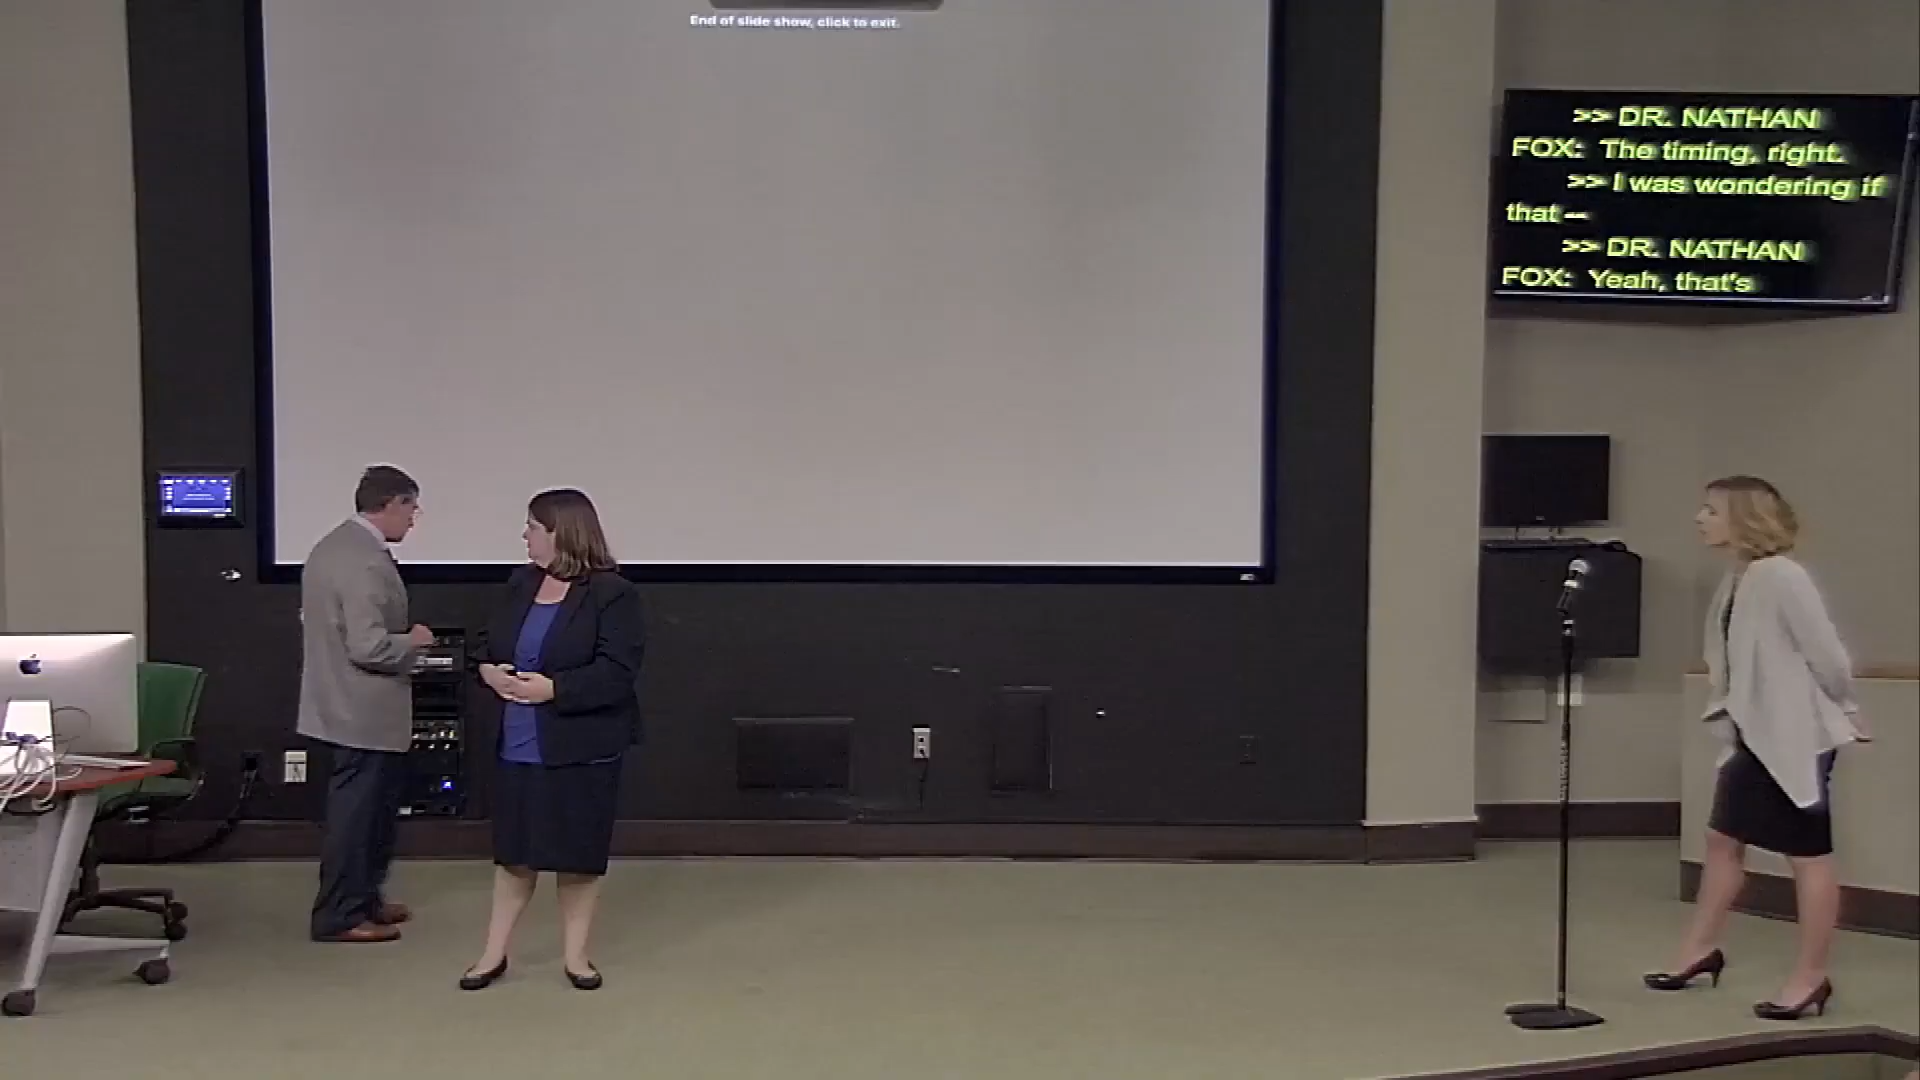 End of slide show, click to exit.
>> DR. NATHAN
FOX: The timing, right.
>> I was wondering if
that --
>> DR. NATHAN
FOX: Yeah, that's